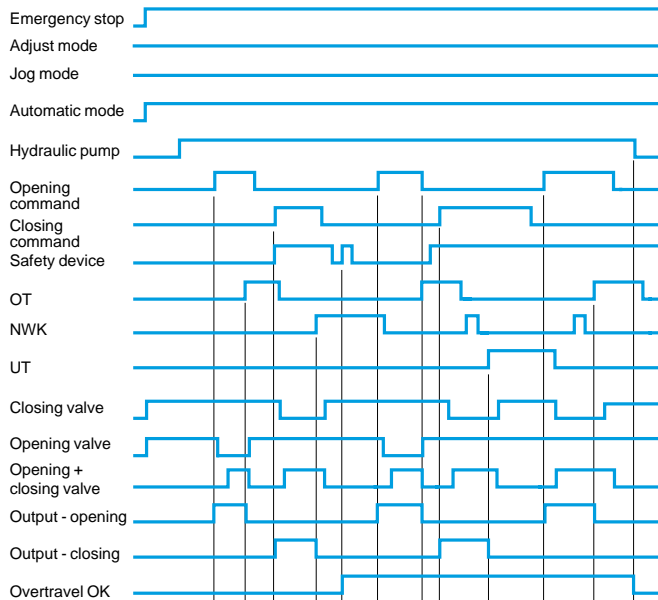 Emergency stop
Adjust mode
Jog mode
Automatic mode
Hydraulic pump
Opening
command
Closing
command
Safety device
OT
NWK
UT
Closing valve
Opening valve
Opening +
closing valve
Output - opening
Output - closing
Overtravel OK